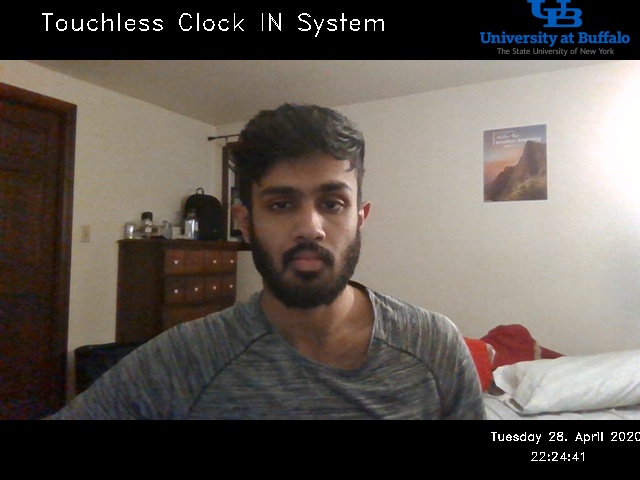 Touchless Clock IN System
UB
University at Buffalo
The State University of New York
Tuesday 28. April 2020
22:24:41